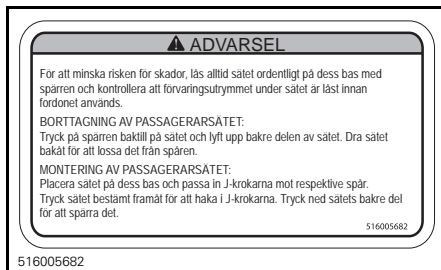 ADVARSEL
För att minska risken för skador, lås alltid sätet ordentligt på dess bas med
spärren och kontrollera att förvaringsutrymmet under sätet är låst innan
fordonet används.
BORTTAGNING AV PASSAGERARSÄTET:
Tryck på spärren baktill på sätet och lyft upp bakre delen av sätet. Dra sätet
bakåt för att lossa det från spåren.
MONTERING AV PASSAGERARSÄTET:
Placera sätet på dess bas och passa in J-krokarna mot respektive spår.
Tryck sätet bestämt framåt för att haka i J-krokarna. Tryck ned sätets bakre del
för att spärra det.
516005682
516005682